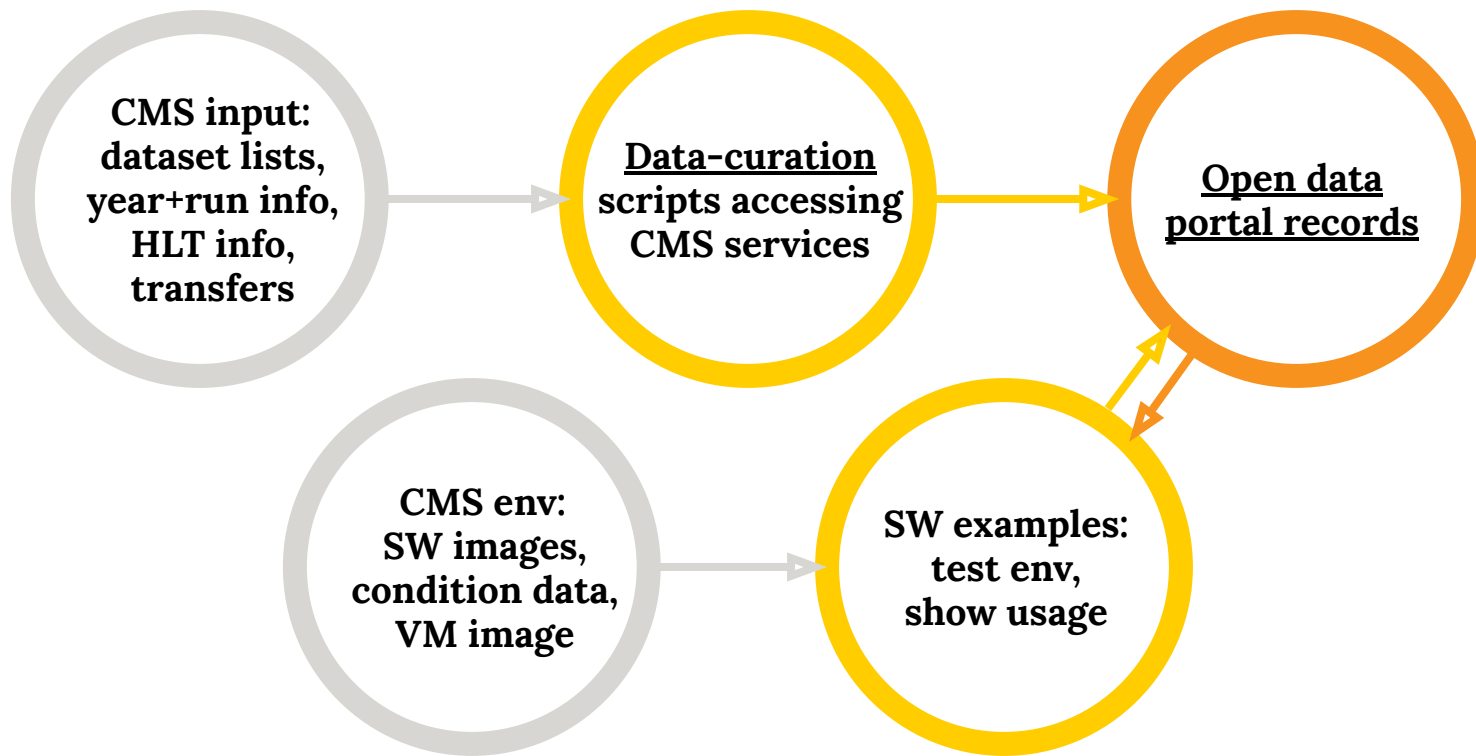 CMS input:
dataset lists,
year+run info,
HLT info,
transfers
Data-curation
scripts accessing
CMS services
Open data
portal records
CMS env:
SW images,
condition data,
VM image
SW examples:
test env,
show usage